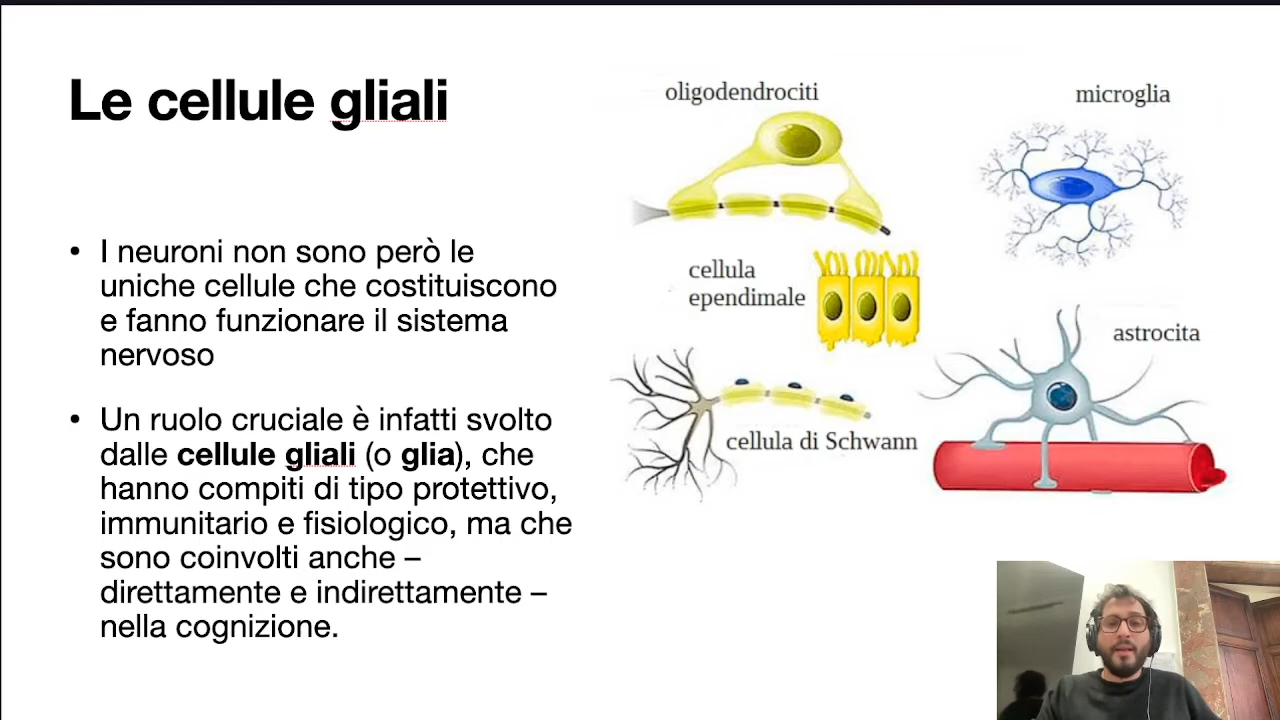 Le cellule gliali
• I neuroni non sono però le
uniche cellule che costituiscono
e fanno funzionare il sistema
nervoso
• Un ruolo cruciale è infatti svolto
dalle cellule gliali (o glia), che
hanno compiti di tipo protettivo,
immunitario e fisiologico, ma che
sono coinvolti anche –
direttamente e indirettamente –
nella cognizione.
oligodendrociti
microglia
cellula
ependimale
astrocita
cellula di Schwann